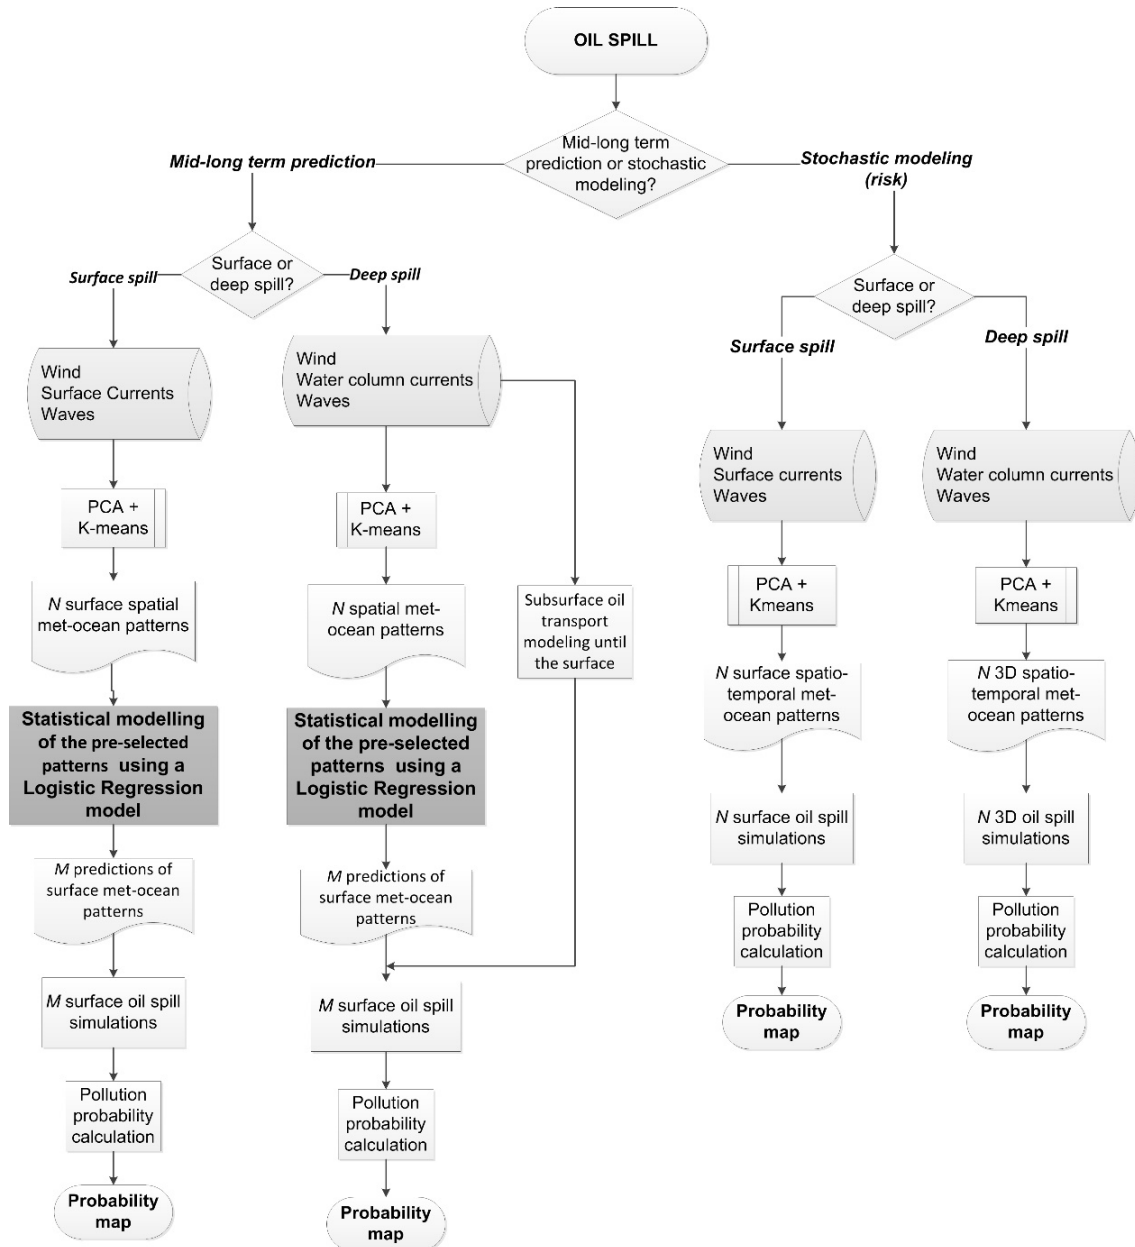 OIL SPILL
Mid-long term
prediction or stochastic
modeling?
Mid-long term prediction
Stochastic modeling
(risk)
Surface or
deep spill?
Surface spill
Deep spill
Wind
Surface Currents
Waves
PCA +
K-means
N surface spatial
met-ocean patterns
Statistical modelling
of the pre-selected
patterns using a
Logistic Regression
model
M predictions of
surface met-ocean
patterns
M surface oil spill
simulations
Pollution
probability
calculation
Probability
map
Wind
Water column currents
Waves
PCA +
K-means
N spatial met-
ocean patterns
Statistical modelling
of the pre-selected
patterns using a
Logistic Regression
model
M predictions of
surface met-ocean
patterns
Subsurface oil
transport
modeling until
the surface
M surface oil spill
simulations
Pollution
probability
calculation
Probability
map
Surface or
deep spill?
Surface spill
Deep spill
Wind
Surface currents
Waves
PCA +
Kmeans
N surface spatio-
temporal met-
ocean patterns
N surface oil spill
simulations
Pollution
probability
calculation
Probability
map
Wind
Water column currents
Waves
PCA +
Kmeans
N 3D spatio-
temporal met-
ocean patterns
N 3D oil spill
simulations
Pollution
probability
calculation
Probability
map